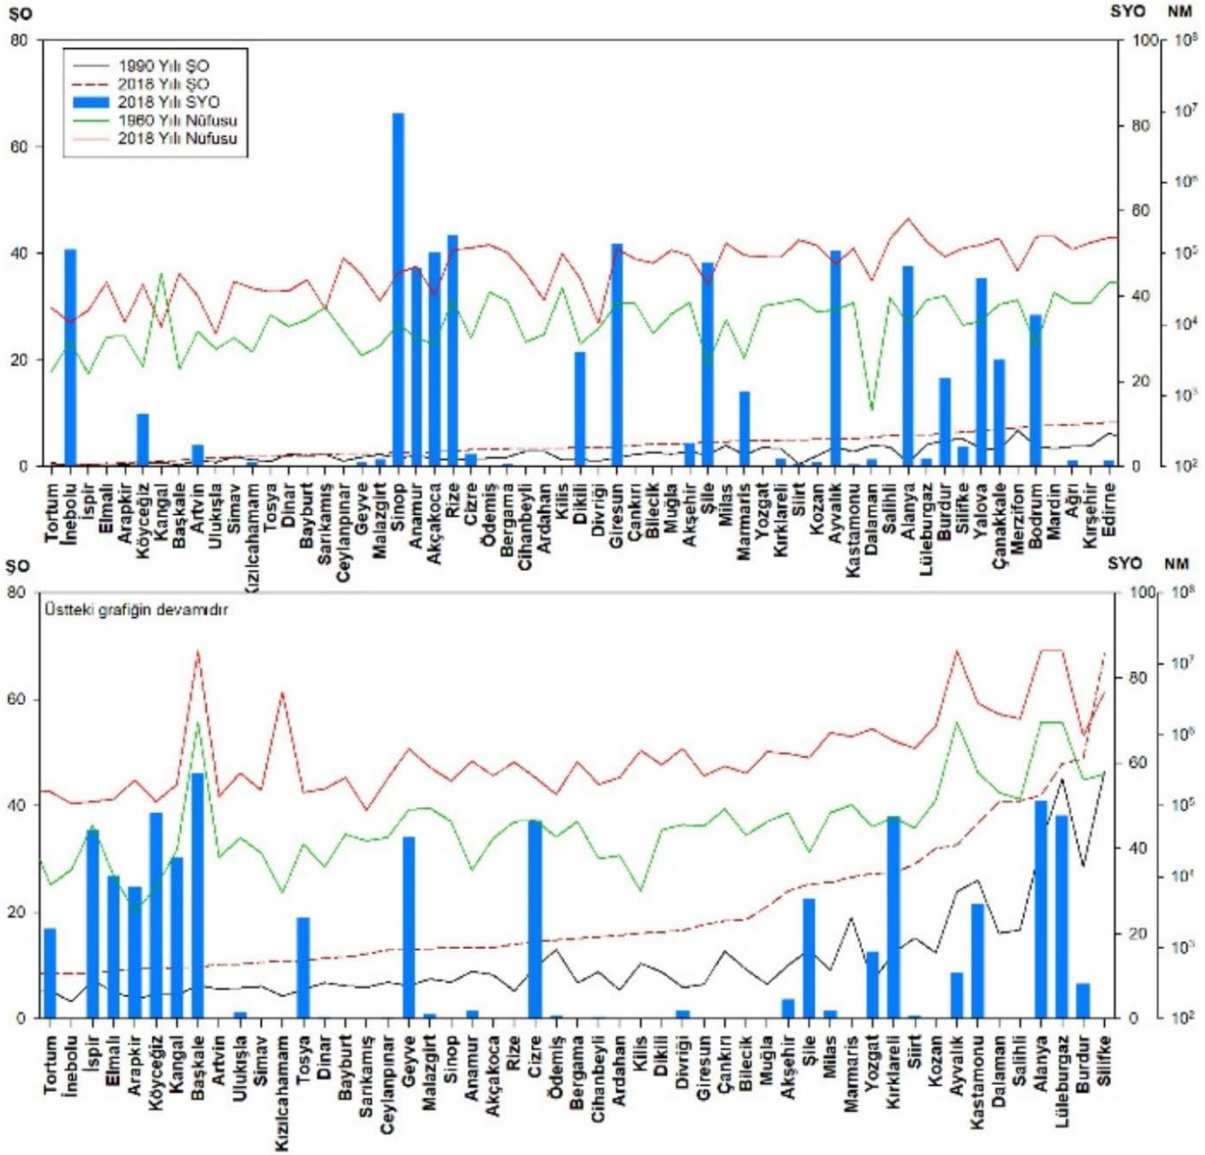 ŞO
SYO NM
80
100
10⁸
1990 Yılı ŞO
2018 Yılı ŞO
2018 Yılı SYO
1960 Yılı Nüfusu
2018 Yılı Nüfusu
10⁷
80
60
10⁶
60
40
10⁵
40
10⁴
20
20
10³
0
0
10²
Tortum
İnebolu
İspir
Elmalı
Arapkir
Köyceğiz
Kangal
Başkale
Artvin
Ulukışla
Simav
Kızılcahamam
Tosya
Dinar
Bayburt
Sarıkamış
Ceylanpınar
Geyve
Malazgirt
Sinop
Anamur
Akçakoca
Rize
Cizre
Ödemiş
Bergama
Cihanbeyli
Ardahan
Kilis
Dikili
Divriği
Giresun
Çankırı
Bilecik
Muğla
Akşehir
Şile
Milas
Marmaris
Yozgat
Kırklareli
Siirt
Kozan
Ayvalık
Kastamonu
Dalaman
Salihli
Alanya
Lüleburgaz
Burdur
Silifke
Yalova
Çanakkale
Merzifon
Bodrum
Mardin
Ağrı
Kırşehir
Edirne
ŞO
SYO NM
80
100
10⁸
Üstteki grafiğin devamıdır
10⁷
80
60
10⁶
60
40
10⁵
40
10⁴
20
20
10³
0
0
10²
Tortum
İnebolu
İspir
Elmalı
Arapkir
Köyceğiz
Kangal
Başkale
Artvin
Ulukışla
Simav
Kızılcahamam
Tosya
Dinar
Bayburt
Sarıkamış
Ceylanpınar
Geyve
Malazgirt
Sinop
Anamur
Akçakoca
Rize
Cizre
Ödemiş
Bergama
Cihanbeyli
Ardahan
Kilis
Dikili
Divriği
Giresun
Çankırı
Bilecik
Muğla
Akşehir
Şile
Milas
Marmaris
Yozgat
Kırklareli
Siirt
Kozan
Ayvalık
Kastamonu
Dalaman
Salihli
Alanya
Lüleburgaz
Burdur
Silifke